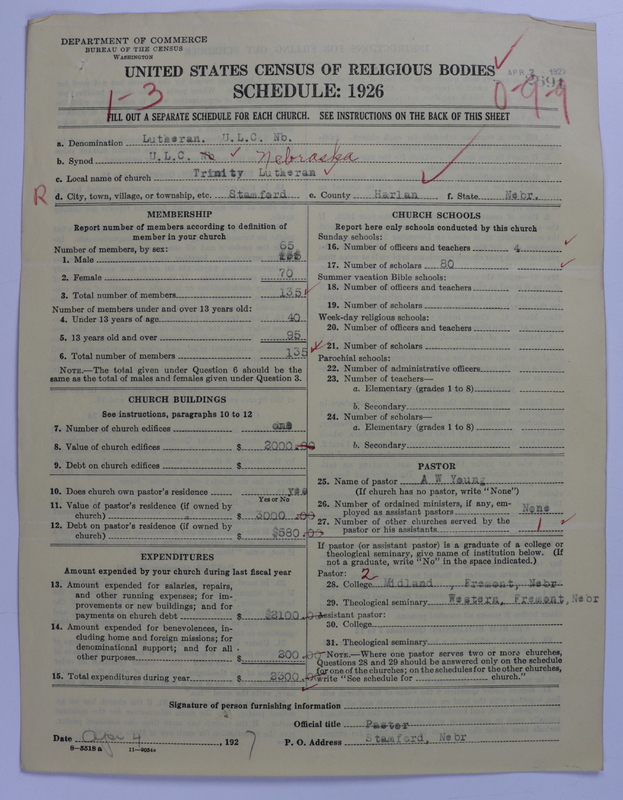 DEPARTMENT OF COMMERCE
BUREAU OF THE CENSUS
WASHINGTON
UNITED STATES CENSUS OF RELIGIOUS BODIES
SCHEDULE: 1926
1-3
0-9-9
FILL OUT A SEPARATE SCHEDULE FOR EACH CHURCH. SEE INSTRUCTIONS ON THE BACK OF THIS SHEET
a. Denomination Lutheran. U.L.C. Nb.
b. Synod U.L.C. Nb Nebraska
c. Local name of church Trinity Lutheran
R d. City, town, village, or township, etc. Stamford e. County Harlan f. State Nebr.
MEMBERSHIP
Report number of members according to definition of
member in your church
Number of members, by sex:
1. Male 65
2. Female 70
3. Total number of members 135
Number of members under and over 13 years old:
4. Under 13 years of age 40
5. 13 years old and over 95
6. Total number of members 135
NOTE.—The total given under Question 6 should be
same as the total of males and females given under Question 3.
CHURCH BUILDINGS
See instructions, paragraphs 10 to 12
7. Number of church edifices one
8. Value of church edifices $ 2000.00
9. Debt on church edifices $
10. Does church own pastor's residence yes
Yes or No
11. Value of pastor's residence (if owned by
church) $ 3000.00
12. Debt on pastor's residence (if owned by
church) $580.00
EXPENDITURES
Amount expended by your church during last fiscal year
13. Amount expended for salaries, repairs,
and other running expenses; for im-
provements or new buildings; and for
payments on church debt $ $2100.00
14. Amount expended for benevolences, in-
cluding home and foreign missions; for
denominational support; and for all
other purposes $ 200.00
15. Total expenditures during year $ 2300.00
CHURCH SCHOOLS
Report here only schools conducted by this church
Sunday schools:
16. Number of officers and teachers 4
17. Number of scholars 80
Summer vacation Bible schools:
18. Number of officers and teachers
19. Number of scholars
Week-day religious schools:
20. Number of officers and teachers
21. Number of scholars
Parochial schools:
22. Number of administrative officers
23. Number of teachers—
a. Elementary (grades 1 to 8)
b. Secondary
24. Number of scholars—
a. Elementary (grades 1 to 8)
b. Secondary
PASTOR
25. Name of pastor A W Young
(If church has no pastor, write "None")
26. Number of ordained ministers, if any, em-
ployed as assistant pastors None
27. Number of other churches served by the
pastor or his assistants 1
If pastor (or assistant pastor) is a graduate of a college or
theological seminary, give name of institution below. (If
not a graduate, write "No" in the space indicated.)
Pastor: 2
28. College Midland , Fremont, Nebr
29. Theological seminary Western, Fremont, Nebr
Assistant pastor:
30. College
31. Theological seminary
NOTE.—Where one pastor serves two or more churches,
Questions 28 and 29 should be answered only on the schedule
for one of the churches; on the schedules for the other churches,
write "See schedule for church."
Signature of person furnishing information
Official title Pastor
Date Apr 4, 1927 P. O. Address Stamford, Nebr
8-5518 a